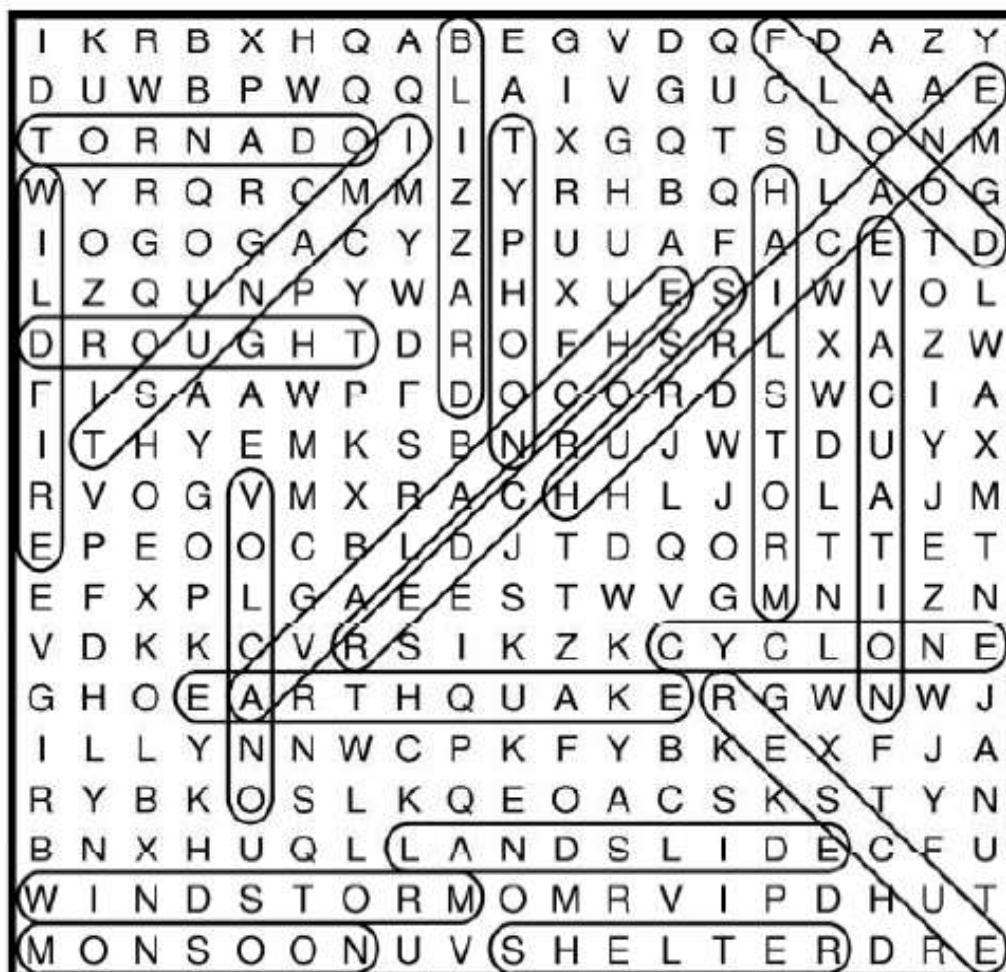 I K R B X H Q A B E G V D Q F D A Z Y
D U W B P W Q Q L A I V G U C L A A E
T O R N A D O I I T X G Q T S U O N M
W Y R Q R C M M Z Y R H B Q H L A O G
I O G O G A C Y Z P U U A F A C E T D
L Z Q U N P Y W A H X U E S I W V O L
D R O U G H T D R O F H S R L X A Z W
F I S A A W P F D O C O R D S W C I A
I T H Y E M K S B N R U J W T D U Y X
R V O G V M X R A C H H L J O L A J M
E P E O O C B L D J T D Q O R T T E T
E F X P L G A E E S T W V G M N I Z N
V D K K C V R S I K Z K C Y C L O N E
G H O E A R T H Q U A K E R G W N W J
I L L Y N N W C P K F Y B K E X F J A
R Y B K O S L K Q E O A C S K S T Y N
B N X H U Q L L A N D S L I D E C F U
W I N D S T O R M O M R V I P D H U T
M O N S O O N U V S H E L T E R D R E